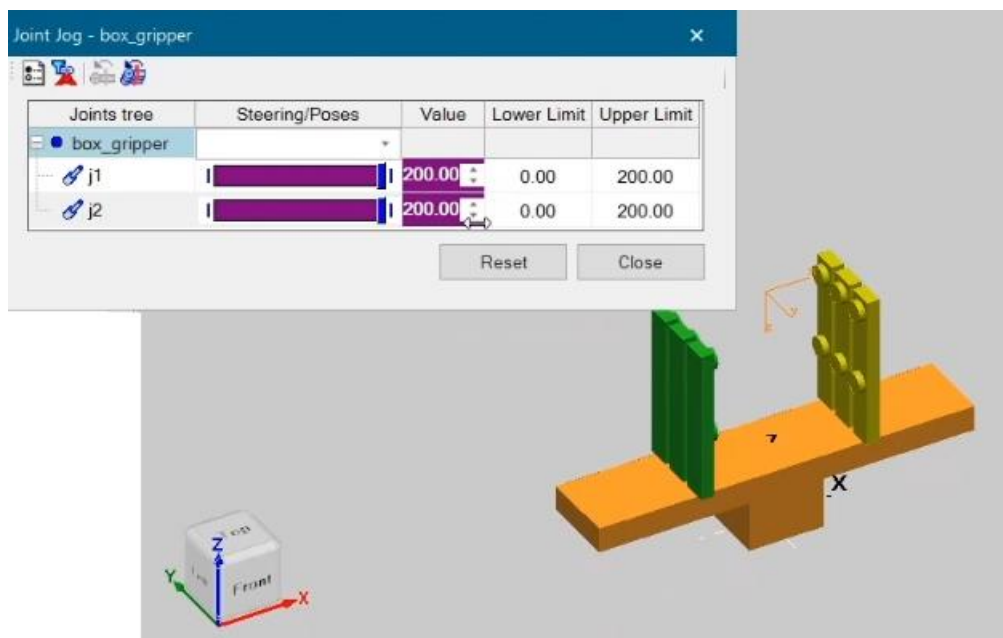 Joint Jog - box_gripper
Joints tree Steering/Poses Value Lower Limit Upper Limit
box_gripper
j1 200.00 0.00 200.00
j2 200.00 0.00 200.00
Reset Close
z
y
X
Top
Z
Y
Front
X